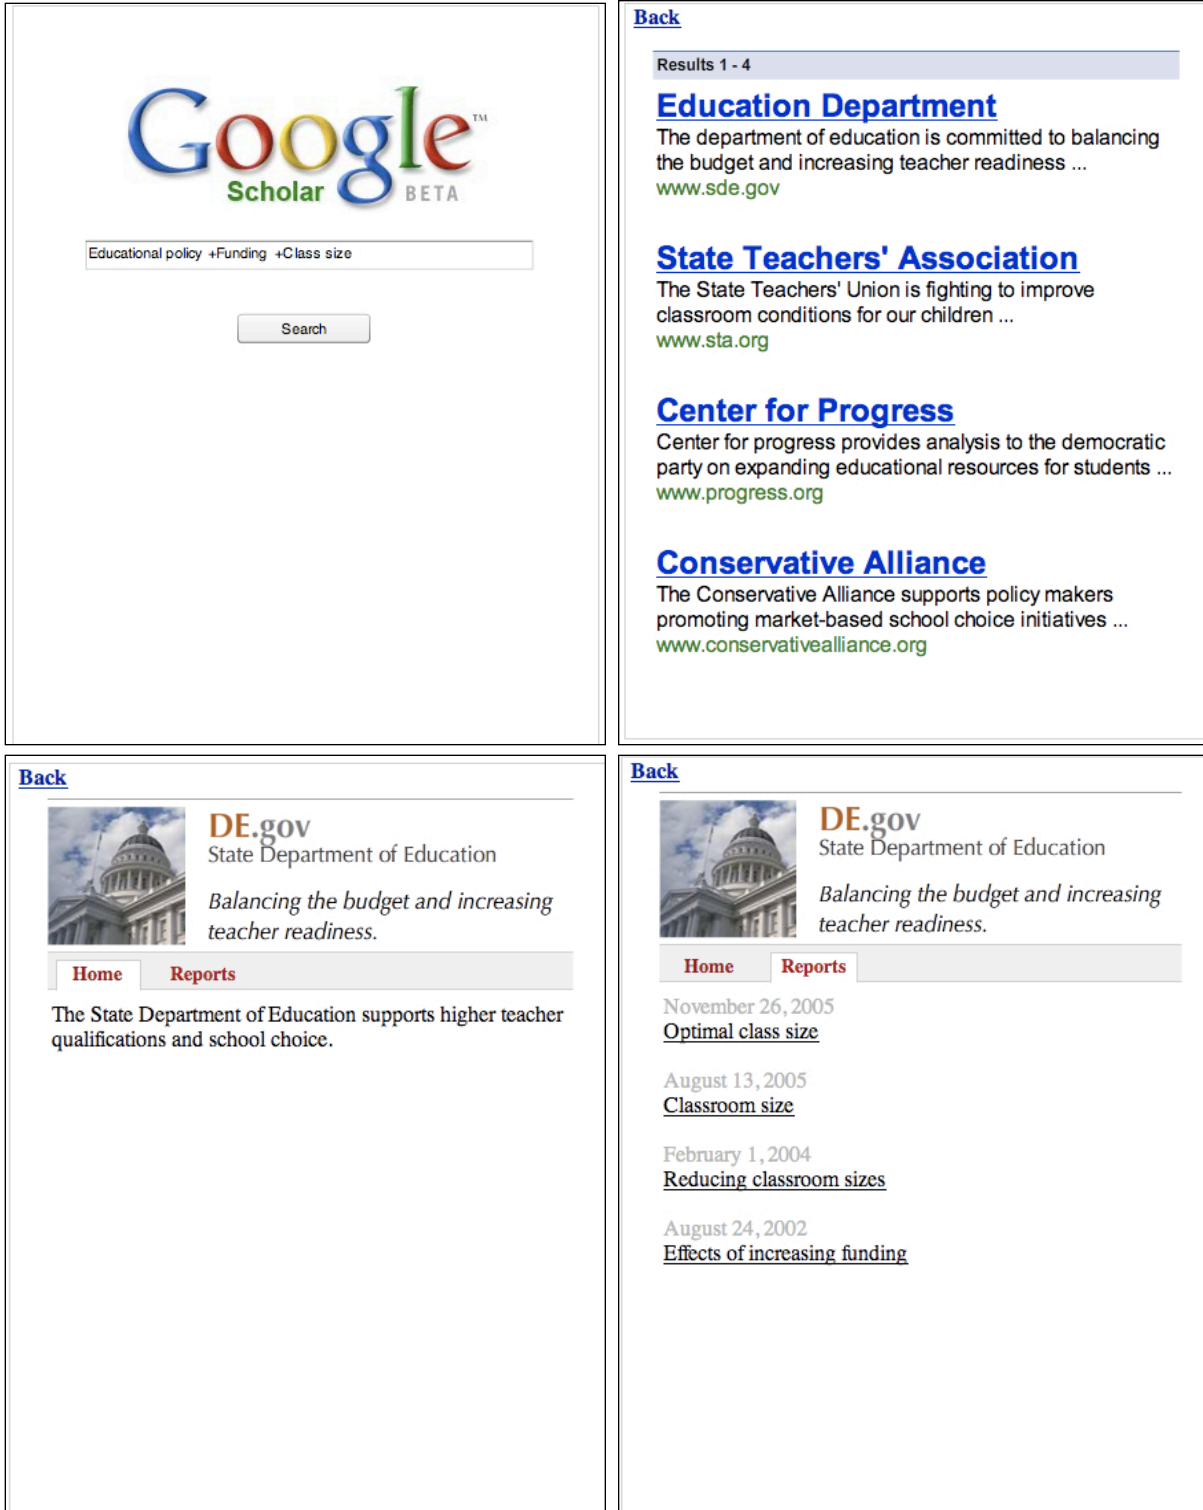 Google™
Scholar BETA
Educational policy +Funding +Class size
Search
Back
Results 1 - 4
Education Department
The department of education is committed to balancing
the budget and increasing teacher readiness ...
www.sde.gov
State Teachers' Association
The State Teachers' Union is fighting to improve
classroom conditions for our children ...
www.sta.org
Center for Progress
Center for progress provides analysis to the democratic
party on expanding educational resources for students ...
www.progress.org
Conservative Alliance
The Conservative Alliance supports policy makers
promoting market-based school choice initiatives ...
www.conservativealliance.org
Back
DE.gov
State Department of Education
Balancing the budget and increasing
teacher readiness.
Home Reports
The State Department of Education supports higher teacher
qualifications and school choice.
Back
DE.gov
State Department of Education
Balancing the budget and increasing
teacher readiness.
Home Reports
November 26, 2005
Optimal class size
August 13, 2005
Classroom size
February 1, 2004
Reducing classroom sizes
August 24, 2002
Effects of increasing funding